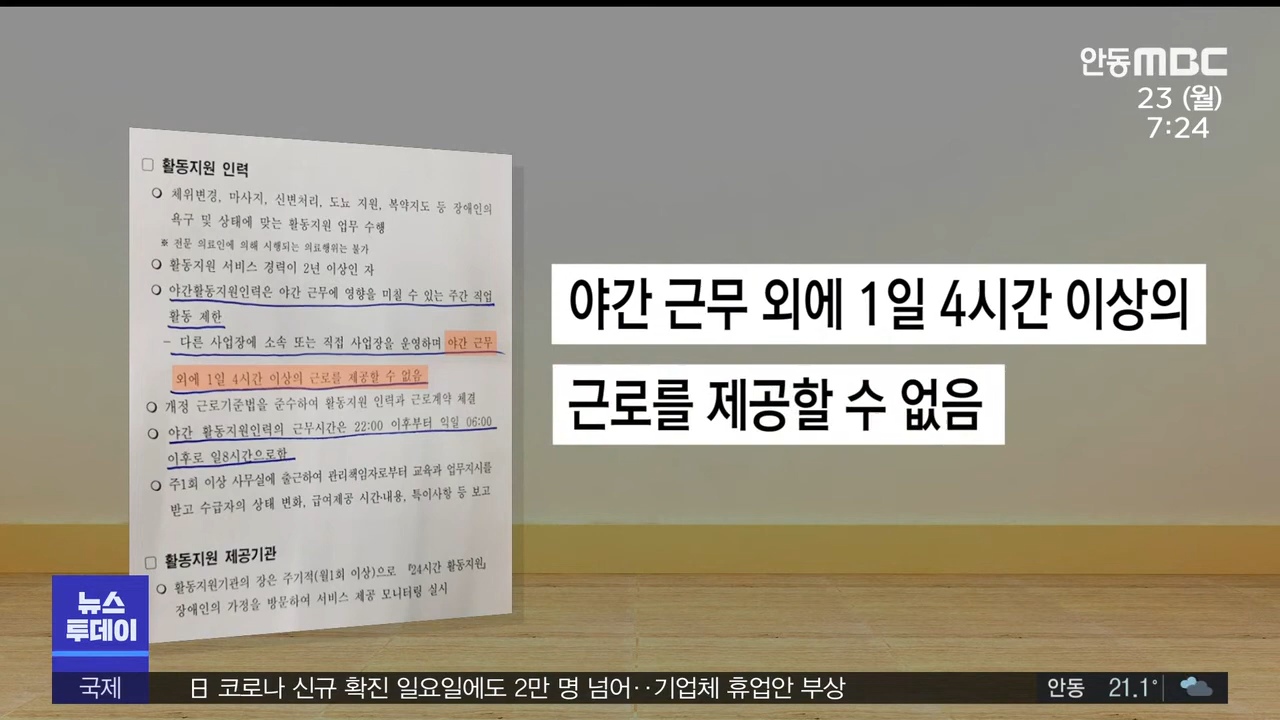 안동MBC
23 (월)
7:24
□ 활동지원 인력
○ 체위변경, 마사지, 신변처리, 도뇨 지원, 복약지도 등 장애인의
욕구 및 상태에 맞는 활동지원 업무 수행
※ 전문 의료인에 의해 시행되는 의료행위는 불가
○ 활동지원 서비스 경력이 2년 이상인 자
○ 야간활동지원인력은 야간 근무에 영향을 미칠 수 있는 주간 직업
활동 제한
- 다른 사업장에 소속 또는 직접 사업장을 운영하며 야간 근무
외에 1일 4시간 이상의 근로를 제공할 수 없음
○ 개정 근로기준법을 준수하여 활동지원 인력과 근로계약 체결
○ 야간 활동지원인력의 근무시간은 22:00 이후부터 익일 06:00
이후로 일8시간으로함
○ 주1회 이상 사무실에 출근하여 관리책임자로부터 교육과 업무지시를
받고 수급자의 상태 변화, 급여제공 시간·내용, 특이사항 등 보고
□ 활동지원 제공기관
○ 활동지원기관의 장은 주기적(월1회 이상)으로 『24시간 활동지원』
장애인의 가정을 방문하여 서비스 제공 모니터링 실시
야간 근무 외에 1일 4시간 이상의
근로를 제공할 수 없음
뉴스
투데이
국제 日 코로나 신규 확진 일요일에도 2만 명 넘어‥기업체 휴업안 부상 안동 21.1°